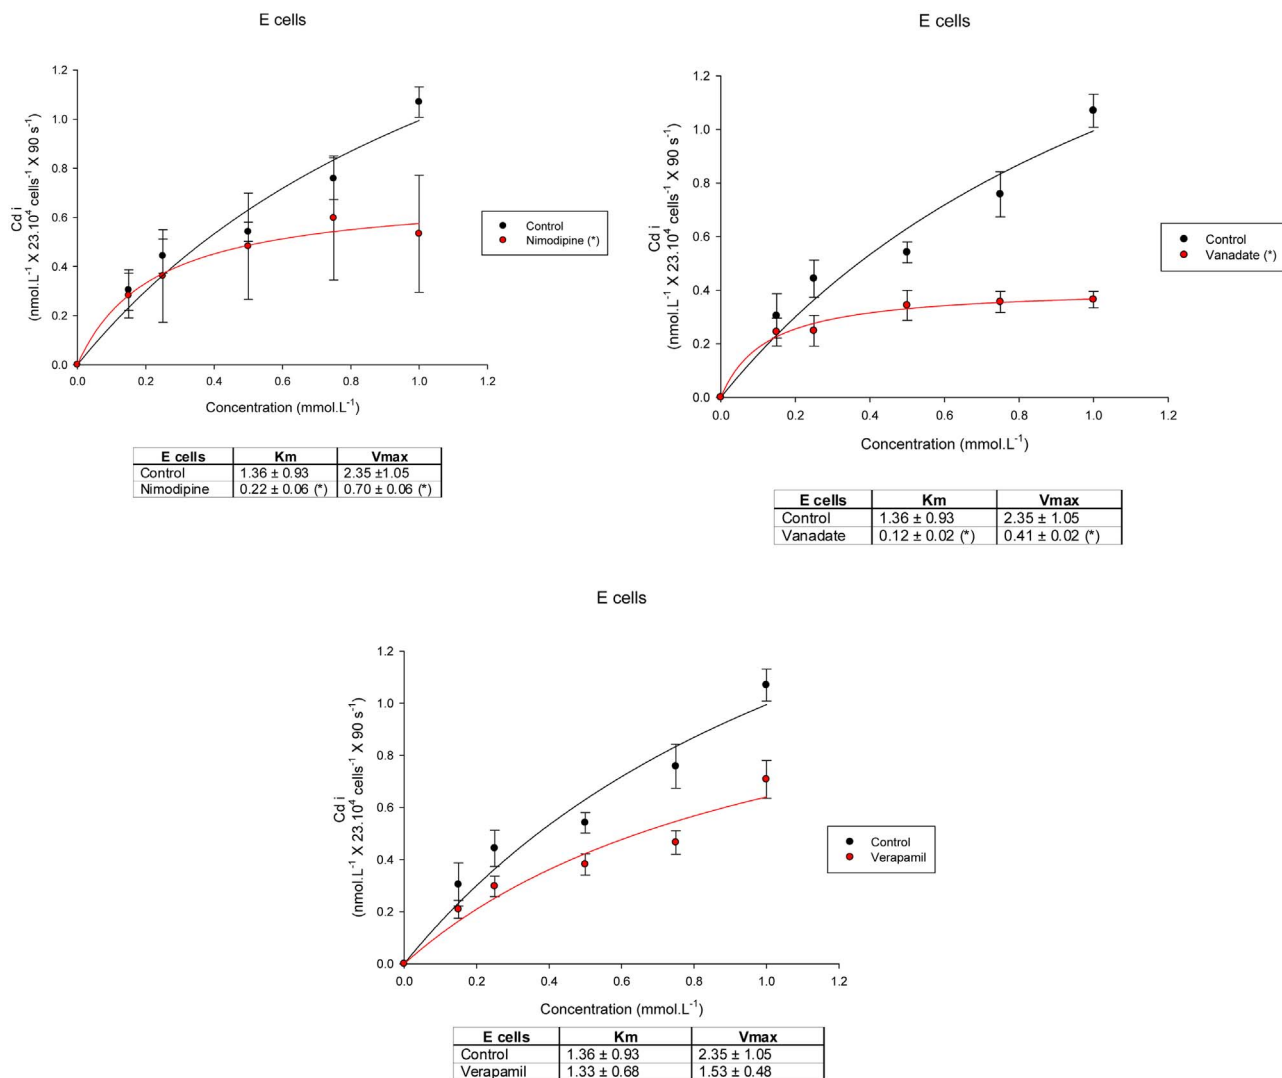 E cells
Cd i
(nmol.L⁻¹ X 23.10⁴ cells⁻¹ X 90 s⁻¹)
1.2
1.0
0.8
0.6
0.4
0.2
0.0
0.0 0.2 0.4 0.6 0.8 1.0 1.2
Concentration (mmol.L⁻¹)
Control
Nimodipine (*)
E cells Km Vmax
Control 1.36 ± 0.93 2.35 ±1.05
Nimodipine 0.22 ± 0.06 (*) 0.70 ± 0.06 (*)
E cells
Cd i
(nmol.L⁻¹ X 23.10⁴ cells⁻¹ X 90 s⁻¹)
1.2
1.0
0.8
0.6
0.4
0.2
0.0
0.0 0.2 0.4 0.6 0.8 1.0 1.2
Concentration (mmol.L⁻¹)
Control
Vanadate (*)
E cells Km Vmax
Control 1.36 ± 0.93 2.35 ± 1.05
Vanadate 0.12 ± 0.02 (*) 0.41 ± 0.02 (*)
E cells
Cd i
(nmol.L⁻¹ X 23.10⁴ cells⁻¹ X 90 s⁻¹)
1.2
1.0
0.8
0.6
0.4
0.2
0.0
0.0 0.2 0.4 0.6 0.8 1.0 1.2
Concentration (mmol.L⁻¹)
Control
Verapamil
E cells Km Vmax
Control 1.36 ± 0.93 2.35 ± 1.05
Verapamil 1.33 ± 0.68 1.53 ± 0.48